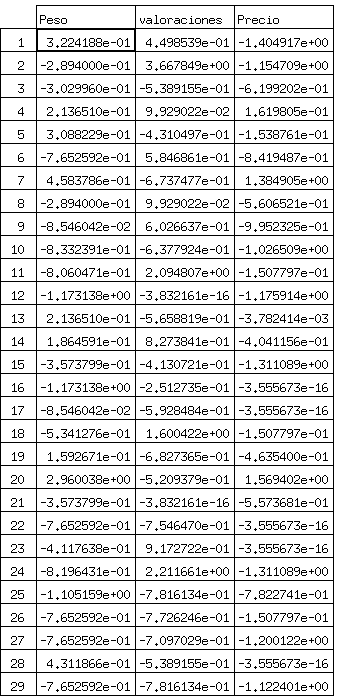 Peso valoraciones Precio
1 3.224188e-01 4.498539e-01 -1.404917e+00
2 -2.894000e-01 3.667849e+00 -1.154709e+00
3 -3.029960e-01 -5.389155e-01 -6.199202e-01
4 2.136510e-01 9.929022e-02 1.619805e-01
5 3.088229e-01 -4.310497e-01 -1.538761e-01
6 -7.652592e-01 5.846861e-01 -8.419487e-01
7 4.583786e-01 -6.737477e-01 1.384905e+00
8 -2.894000e-01 9.929022e-02 -5.606521e-01
9 -8.546042e-02 6.026637e-01 -9.952325e-01
10 -8.332391e-01 -6.377924e-01 -1.026509e+00
11 -8.060471e-01 2.094807e+00 -1.507797e-01
12 -1.173138e+00 -3.832161e-16 -1.175914e+00
13 2.136510e-01 -5.658819e-01 -3.782414e-03
14 1.864591e-01 8.273841e-01 -4.041156e-01
15 -3.573799e-01 -4.130721e-01 -1.311089e+00
16 -1.173138e+00 -2.512735e-01 -3.555673e-16
17 -8.546042e-02 -5.928484e-01 -3.555673e-16
18 -5.341276e-01 1.600422e+00 -1.507797e-01
19 1.592671e-01 -6.827365e-01 -4.635400e-01
20 2.960038e+00 -5.209379e-01 1.569402e+00
21 -3.573799e-01 -3.832161e-16 -5.573681e-01
22 -7.652592e-01 -7.546470e-01 -3.555673e-16
23 -4.117638e-01 9.172722e-01 -3.555673e-16
24 -8.196431e-01 2.211661e+00 -1.311089e+00
25 -1.105159e+00 -7.816134e-01 -7.822741e-01
26 -7.652592e-01 -7.726246e-01 -1.507797e-01
27 -7.652592e-01 -7.097029e-01 -1.200122e+00
28 4.311866e-01 -5.389155e-01 -3.555673e-16
29 -7.652592e-01 -7.816134e-01 -1.122401e+00